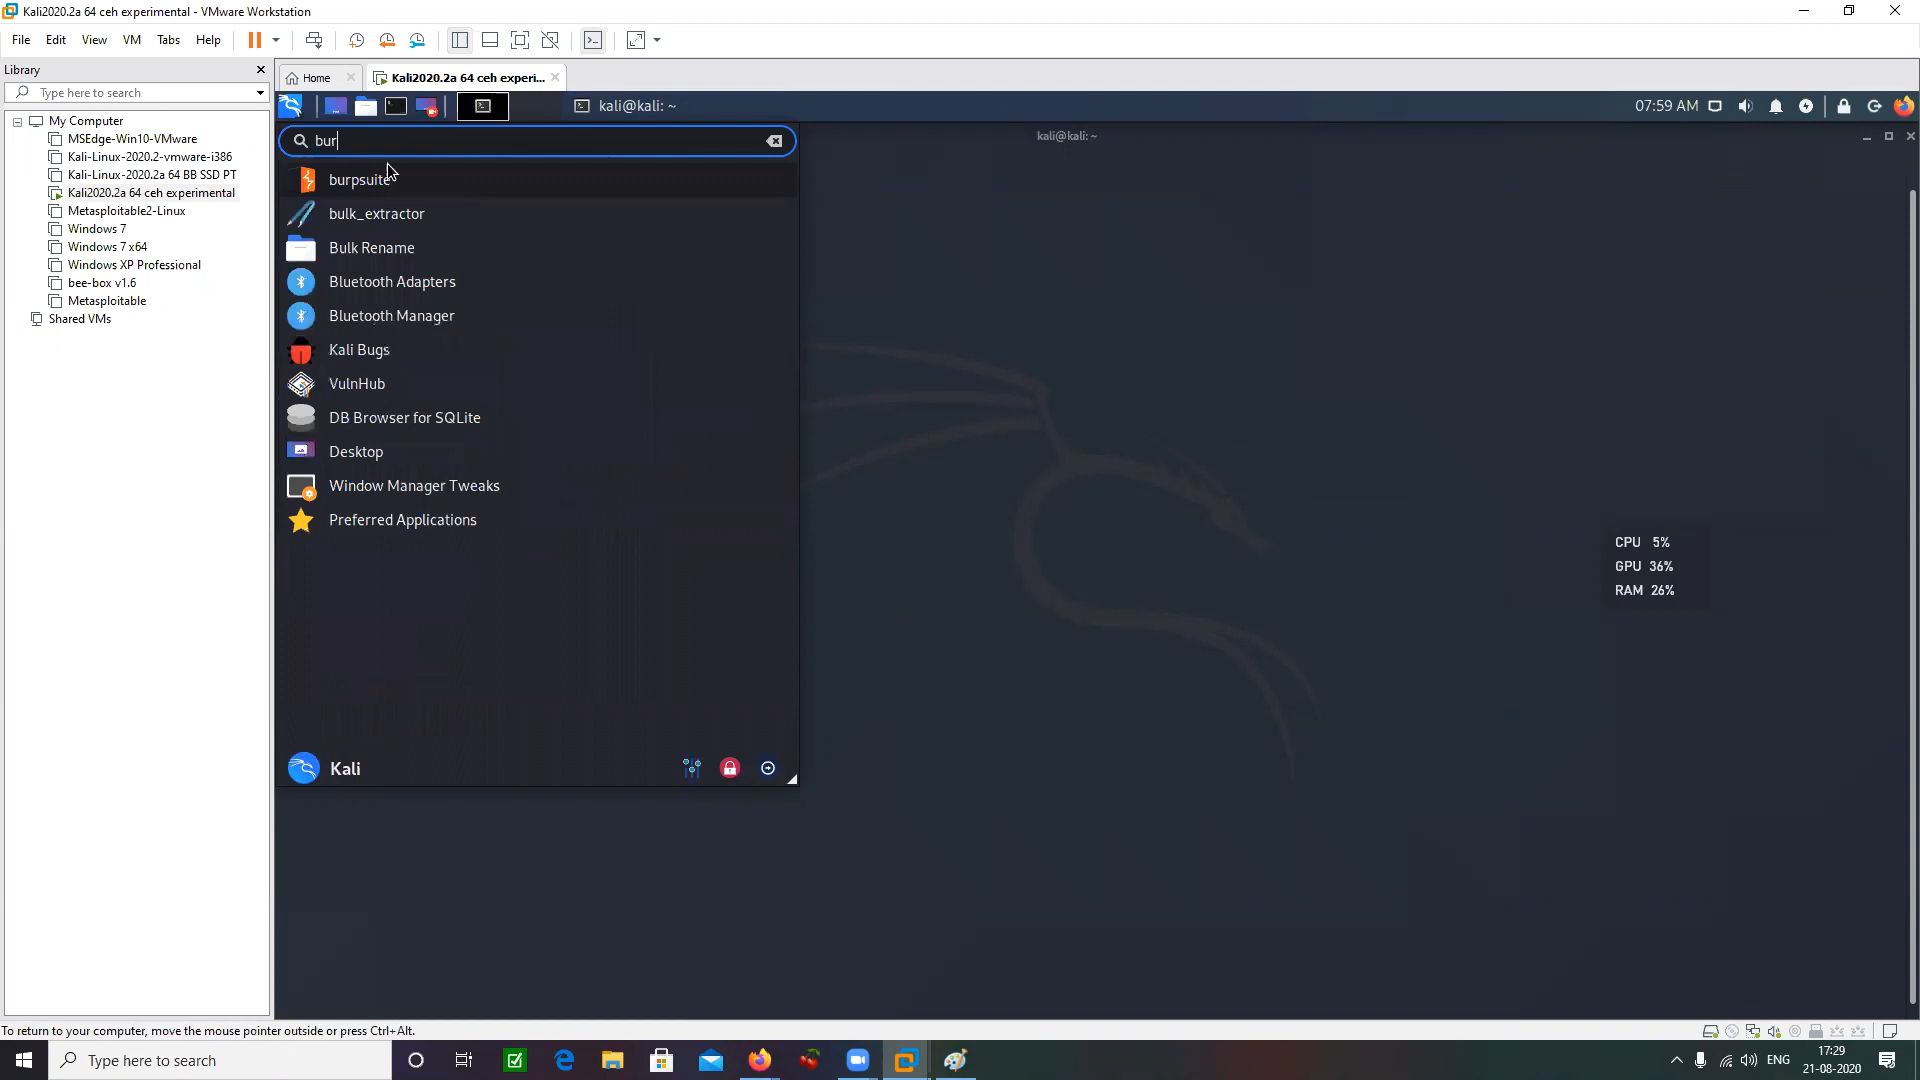 Kali2020.2a 64 ceh experimental - VMware Workstation
File Edit View VM Tabs Help
Library
Type here to search
Home
Kali2020.2a 64 ceh experi...
My Computer
MSEdge-Win10-VMware
Kali-Linux-2020.2-vmware-i386
Kali-Linux-2020.2a 64 BB SSD PT
Kali2020.2a 64 ceh experimental
Metasploitable2-Linux
Windows 7
Windows 7 x64
Windows XP Professional
bee-box v1.6
Metasploitable
Shared VMs
kali@kali: ~
07:59 AM
kali@kali: ~
bur
burpsuite
bulk_extractor
Bulk Rename
Bluetooth Adapters
Bluetooth Manager
Kali Bugs
VulnHub
DB Browser for SQLite
Desktop
Window Manager Tweaks
Preferred Applications
Kali
CPU 5%
GPU 36%
RAM 26%
To return to your computer, move the mouse pointer outside or press Ctrl+Alt.
Type here to search
ENG
17:29
21-08-2020